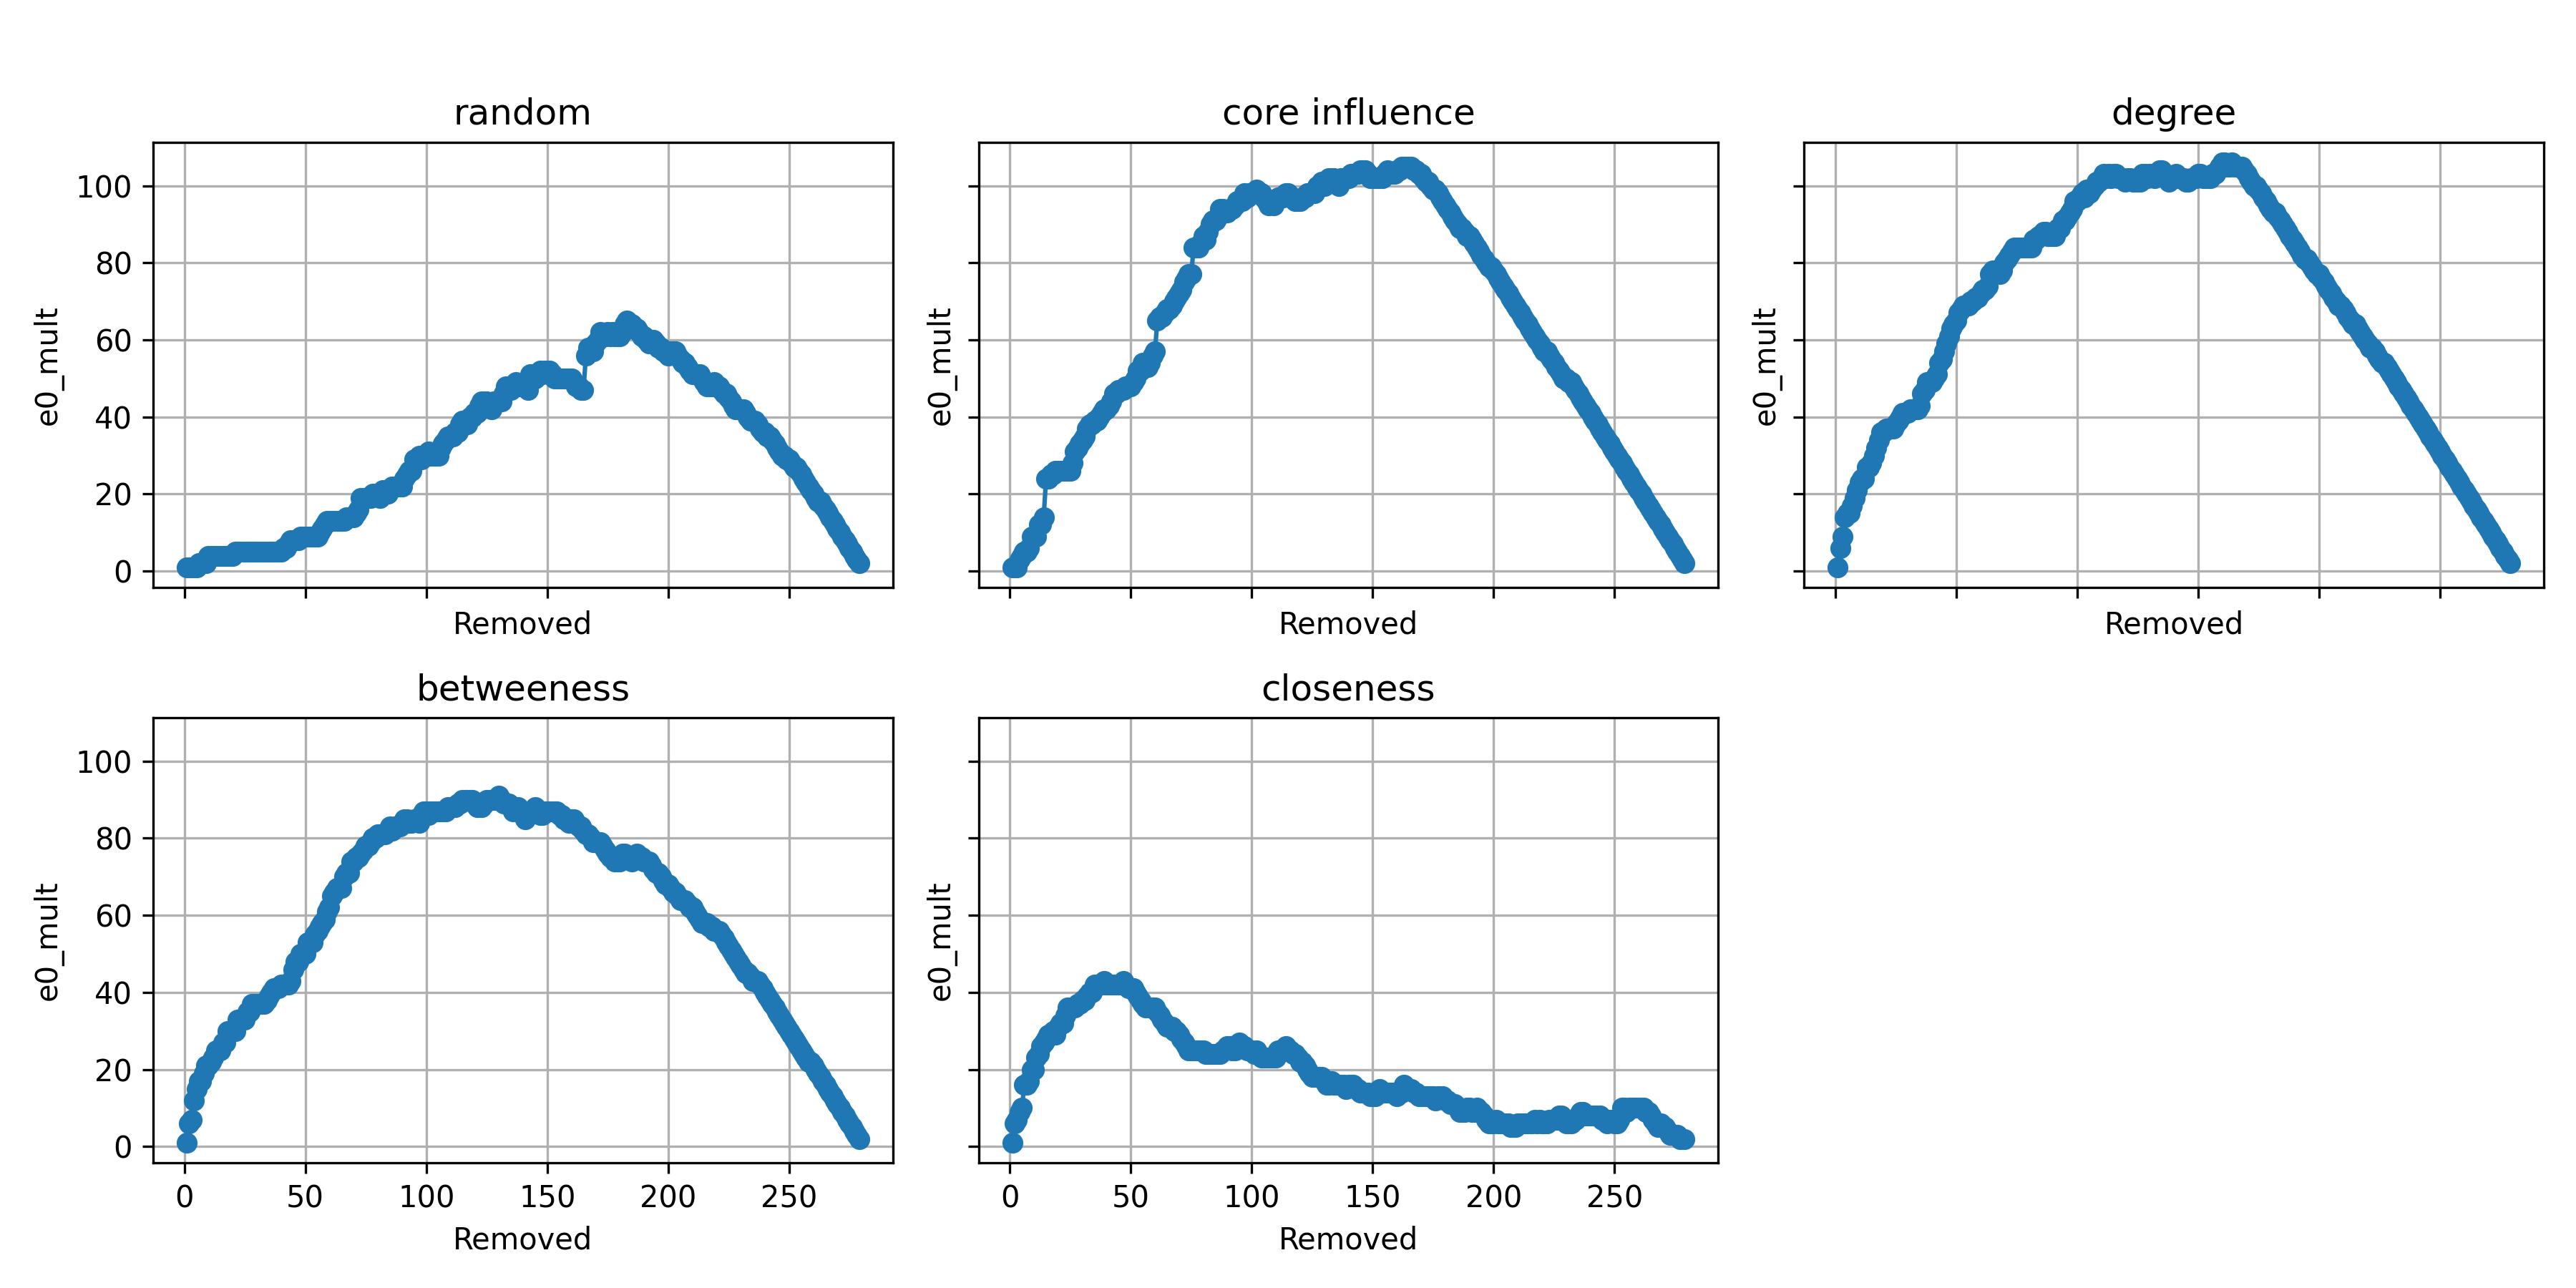 random
core influence
degree
e0_mult
100
80
60
40
20
0
e0_mult
e0_mult
Removed
Removed
Removed
betweeness
closeness
e0_mult
100
80
60
40
20
0
e0_mult
0 50 100 150 200 250
0 50 100 150 200 250
Removed
Removed